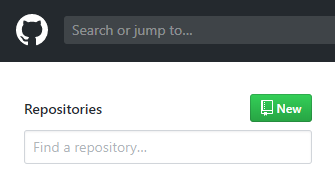 Search or jump to...
Repositories
New
Find a repository...